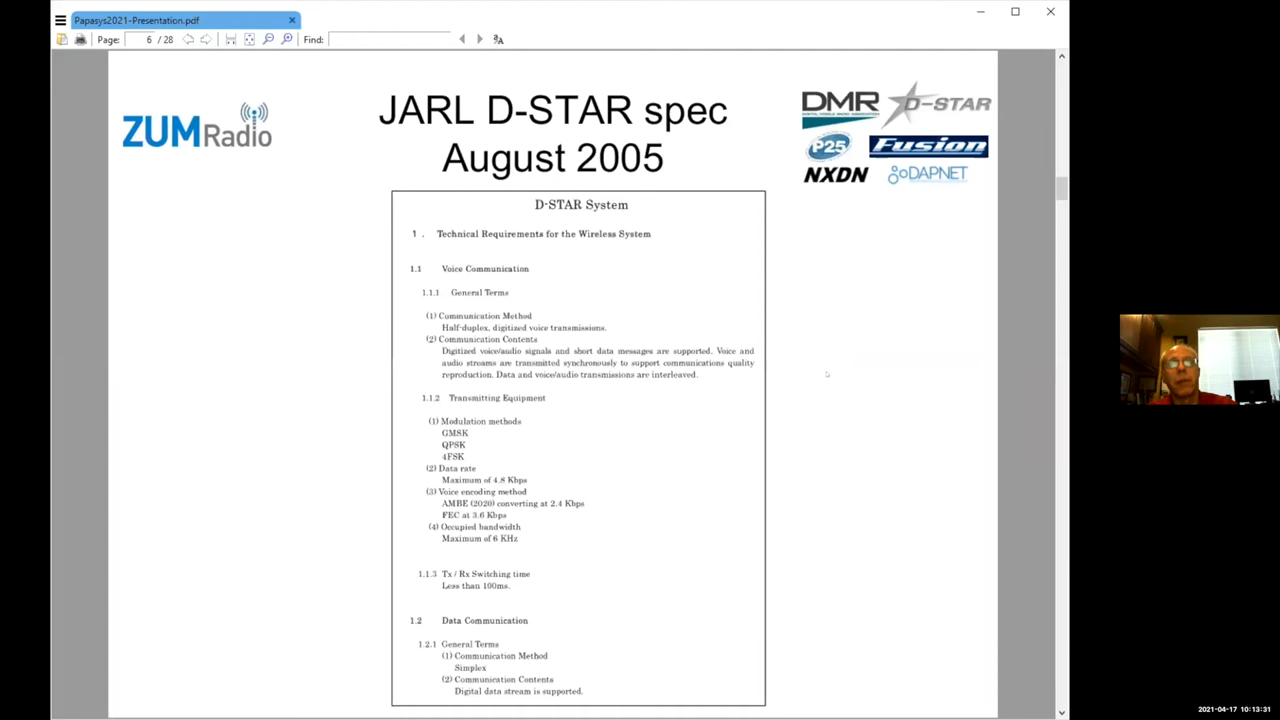 Papasys2021-Presentation.pdf
Page: 6 / 28 Find:
ZUMRadio
JARL D-STAR spec
August 2005
DMR
D-STAR
P25
Fusion
NXDN
DAPNET
D-STAR System
1 . Technical Requirements for the Wireless System
1.1 Voice Communication
1.1.1 General Terms
(1) Communication Method
Half-duplex, digitized voice transmissions.
(2) Communication Contents
Digitized voice/audio signals and short data messages are supported. Voice and
audio streams are transmitted synchronously to support communications quality
reproduction. Data and voice/audio transmissions are interleaved.
1.1.2 Transmitting Equipment
(1) Modulation methods
GMSK
QPSK
4FSK
(2) Data rate
Maximum of 4.8 Kbps
(3) Voice encoding method
AMBE (2020) converting at 2.4 Kbps
FEC at 3.6 Kbps
(4) Occupied bandwidth
Maximum of 6 KHz
1.1.3 Tx / Rx Switching time
Less than 100ms.
1.2 Data Communication
1.2.1 General Terms
(1) Communication Method
Simplex
(2) Communication Contents
Digital data stream is supported.
2021-04-17 10:13:31